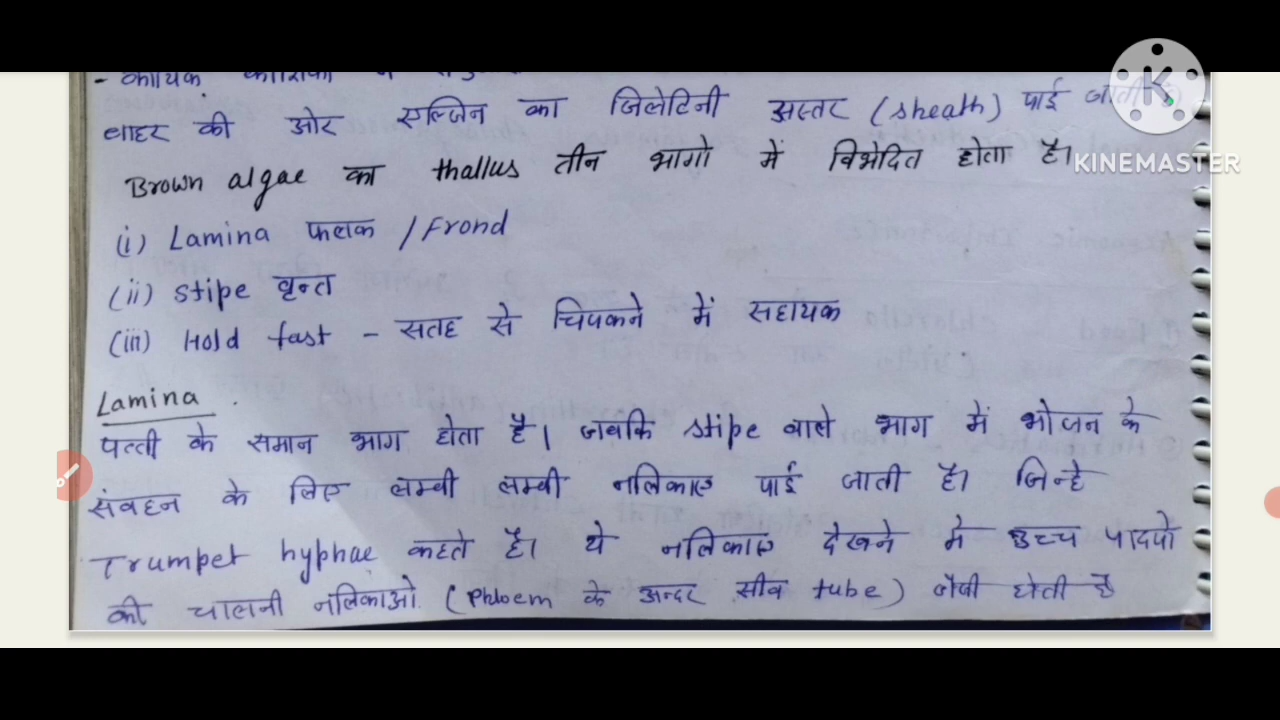 - कायिक
बाहर की ओर एल्जिन का जिलेटिनी अस्तर (sheath) पाई जाती
Brown algae का thallus तीन भागो में विभेदित होता है।
(i) Lamina फलक / Frond
(ii) Stipe वृन्त
(iii) Hold fast - सतह से चिपकने में सहायक
Lamina
पत्ती के समान भाग होता है। जबकि stipe वाले भाग में भोजन के
संवहन के लिए लम्बी लम्बी नलिकाए पाई जाती है। जिन्हे
Trumpet hyphae कहते है। ये नलिकाए देखने मे उच्च पादपो
की चालनी नलिकाओ (Phloem के अन्दर सीव tube) जैसी होती है
K
KINEMASTER